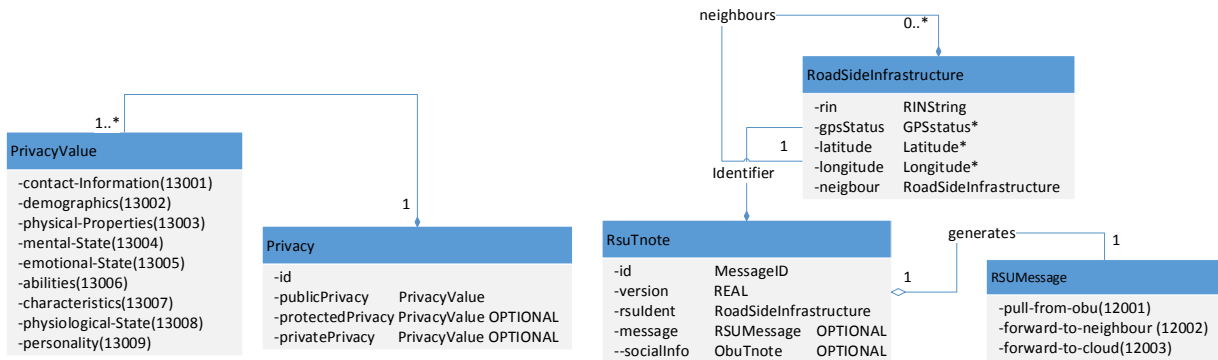 neighbours
0..*
RoadSideInfrastructure
-rin RINString
-gpsStatus GPSstatus*
-latitude Latitude*
-longitude Longitude*
-neigbour RoadSideInfrastructure
1
Identifier
1..*
PrivacyValue
-contact-Information(13001)
-demographics(13002)
-physical-Properties(13003)
-mental-State(13004)
-emotional-State(13005)
-abilities(13006)
-characteristics(13007)
-physiological-State(13008)
-personality(13009)
1
Privacy
-id
-publicPrivacy PrivacyValue
-protectedPrivacy PrivacyValue OPTIONAL
-privatePrivacy PrivacyValue OPTIONAL
RsuTnote
-id MessageID
-version REAL
-rsuIdent RoadSideInfrastructure
-message RSUMessage OPTIONAL
--socialInfo ObuTnote OPTIONAL
generates
1
1
RSUMessage
-pull-from-obu(12001)
-forward-to-neighbour (12002)
-forward-to-cloud(12003)